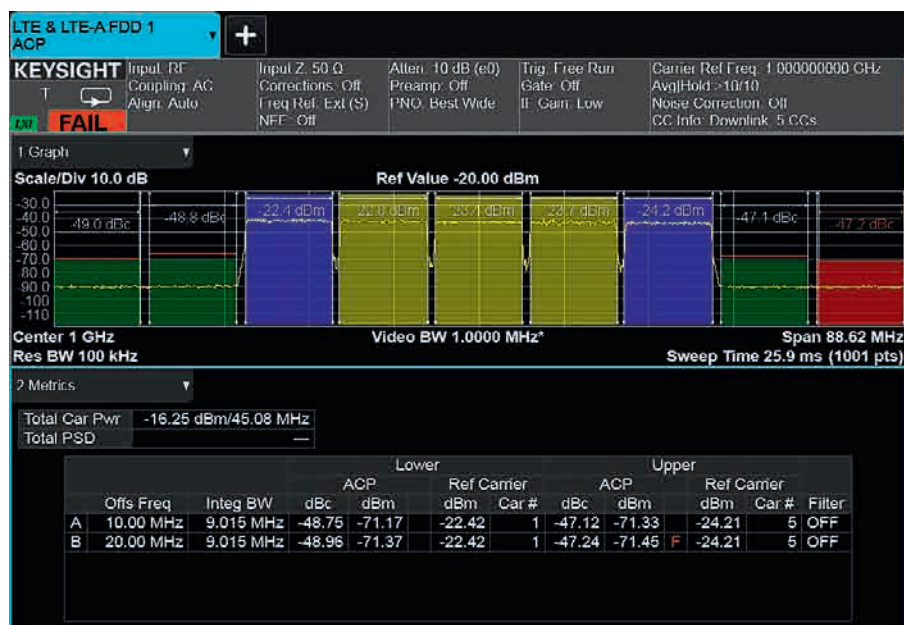 LTE & LTE-A FDD 1
ACP
KEYSIGHT
Input: RF
Coupling: AC
Align: Auto
Input Z: 50 Ω
Corrections: Off
Freq Ref: Ext (S)
NFE: Off
Atten: 10 dB (e0)
Preamp: Off
PNO: Best Wide
Trig: Free Run
Gate: Off
IF Gain: Low
Carrier Ref Freq: 1.000000000 GHz
Avg|Hold:>10/10
Noise Correction: Off
CC Info: Downlink, 5 CCs
T
LXI
FAIL
1 Graph
Scale/Div 10.0 dB
Ref Value -20.00 dBm
-30.0
-40.0
-50.0
-60.0
-70.0
-80.0
-90.0
-100
-110
-49.0 dBc
-48.8 dBc
-22.4 dBm
-22.8 dBm
-23.4 dBm
-23.7 dBm
-24.2 dBm
-47.1 dBc
-47.2 dBc
Center 1 GHz
Video BW 1.0000 MHz*
Span 88.62 MHz
Res BW 100 kHz
Sweep Time 25.9 ms (1001 pts)
2 Metrics
Total Car Pwr -16.25 dBm/45.08 MHz
Total PSD —
Lower Upper
ACP Ref Carrier ACP Ref Carrier
Offs Freq Integ BW dBc dBm dBm Car # dBc dBm dBm Car # Filter
A 10.00 MHz 9.015 MHz -48.75 -71.17 -22.42 1 -47.12 -71.33 -24.21 5 OFF
B 20.00 MHz 9.015 MHz -48.96 -71.37 -22.42 1 -47.24 -71.45 F -24.21 5 OFF